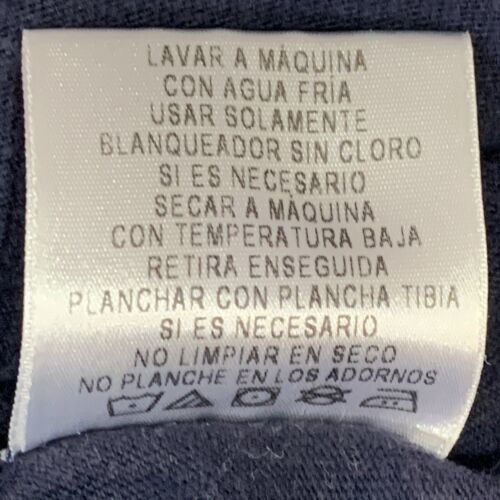 LAVAR A MÁQUINA
CON AGUA FRÍA
USAR SOLAMENTE
BLANQUEADOR SIN CLORO
SI ES NECESARIO
SECAR A MÁQUINA
CON TEMPERATURA BAJA
RETIRA ENSEGUIDA
PLANCHAR CON PLANCHA TIBIA
SI ES NECESARIO
NO LIMPIAR EN SECO
NO PLANCHE EN LOS ADORNOS